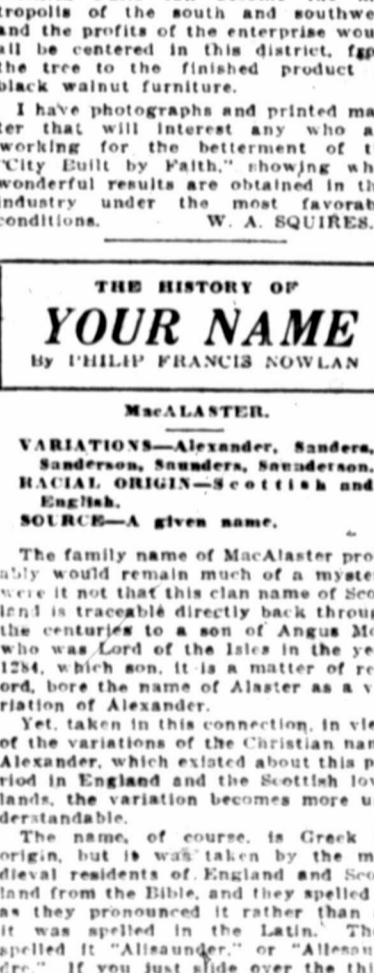 tropolis of the south and southwe
and the profits of the enterprise wou
all be centered in this district,
the tree to the finished product
black walnut furniture.
I have photographs and printed ma
ter that will interest any who a
working for the betterment of t
"City Built by Faith," showing wh
wonderful results are obtained in th
industry under the most favorab
conditions. W. A. SQUIRES.
THE HISTORY OF
YOUR NAME
By PHILIP FRANCIS NOWLAN
MacALASTER.
VARIATIONS—Alexander, Sanders,
Sanderson, Saunders, Saunderson.
RACIAL ORIGIN—Scottish and
English.
SOURCE—A given name.
The family name of MacAlaster pro
ably would remain much of a myste
were it not that this clan name of Sco
land is traceable directly back throug
the centuries to a son of Angus Mo
who was Lord of the Isles in the ye
1284, which son, it is a matter of re
ord, bore the name of Alaster as a v
riation of Alexander.
Yet, taken in this connection, in vie
of the variations of the Christian nam
Alexander, which existed about this p
riod in England and the Scottish low
lands, the variation becomes more u
derstandable.
The name, of course, is Greek
origin, but it was taken by the m
dieval residents of England and Sco
land from the Bible, and they spelled
as they pronounced it rather than
it was spelled in the Latin. The
spelled it "Alisaunder," or "Allesau
dre." If you just slide over the thi